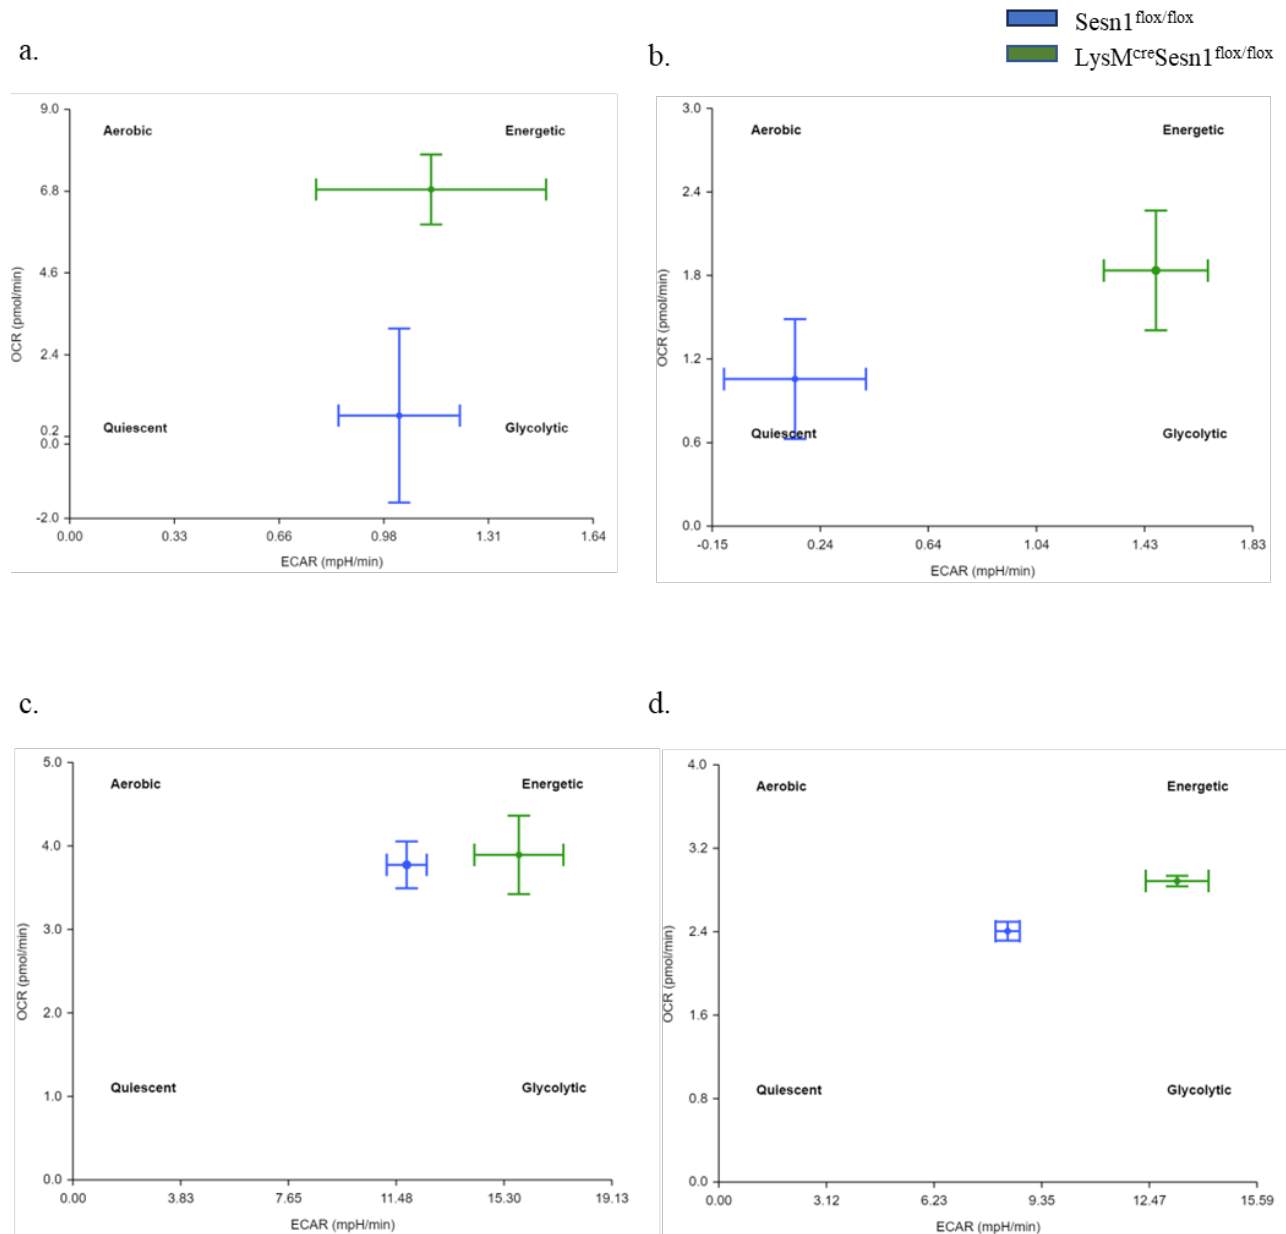 Sesn1flox/flox
LysMcreSesn1flox/flox
a.
9.0
Aerobic
Energetic
6.8
4.6
OCR (pmol/min)
2.4
0.2
Quiescent
Glycolytic
0.0
-2.0
0.00 0.33 0.66 0.98 1.31 1.64
ECAR (mpH/min)
b.
3.0
Aerobic
Energetic
2.4
1.8
OCR (pmol/min)
1.2
0.6
Quiescent
Glycolytic
0.0
-0.15 0.24 0.64 1.04 1.43 1.83
ECAR (mpH/min)
c.
5.0
Aerobic
Energetic
4.0
3.0
OCR (pmol/min)
2.0
1.0
Quiescent
Glycolytic
0.0
0.00 3.83 7.65 11.48 15.30 19.13
ECAR (mpH/min)
d.
4.0
Aerobic
Energetic
3.2
2.4
OCR (pmol/min)
1.6
0.8
Quiescent
Glycolytic
0.0
0.00 3.12 6.23 9.35 12.47 15.59
ECAR (mpH/min)